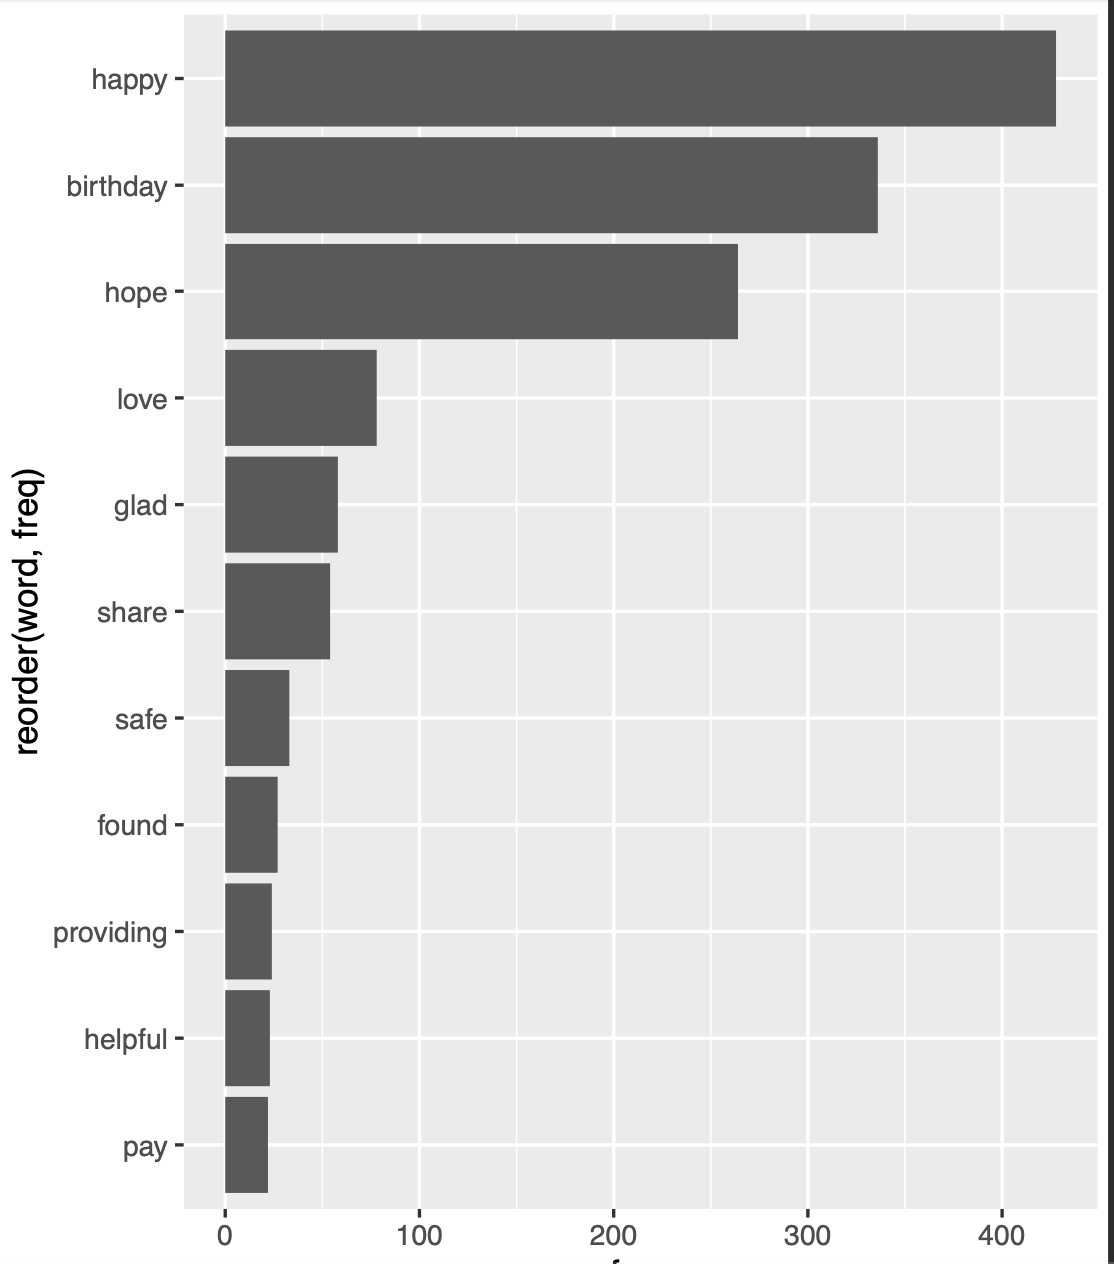 happy
birthday
hope
love
glad
share
safe
found
providing
helpful
pay
reorder(word, freq)
0 100 200 300 400